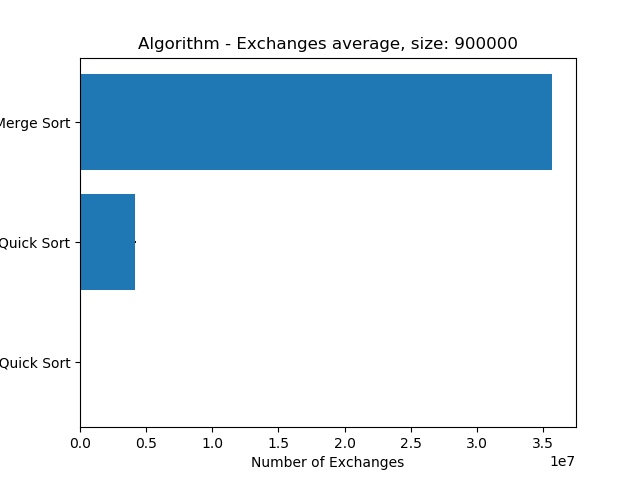 Algorithm - Exchanges average, size: 900000
Merge Sort
Quick Sort
Quick Sort
0.0 0.5 1.0 1.5 2.0 2.5 3.0 3.5
1e7
Number of Exchanges